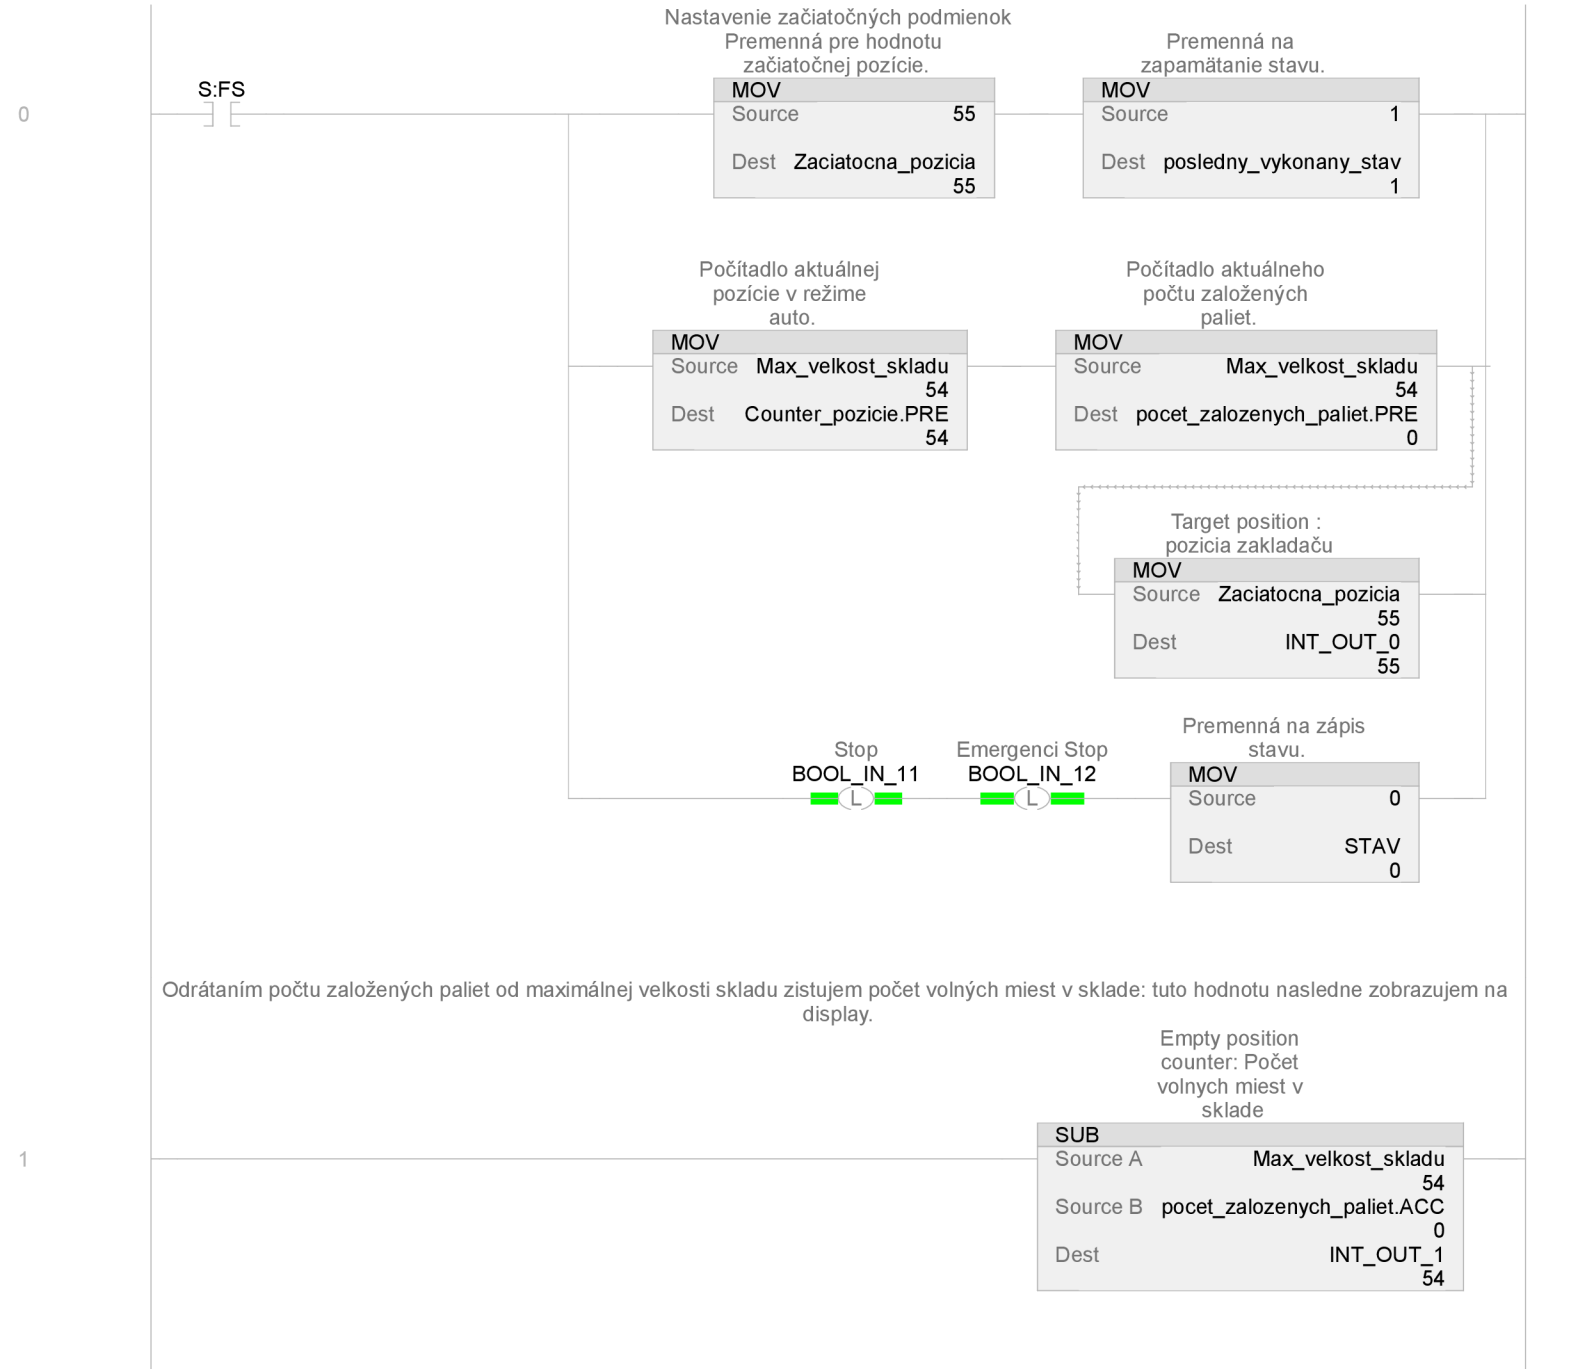 Nastavenie začiatočných podmienok
Premenná pre hodnotu
začiatočnej pozície.
Premenná na
zapamätanie stavu.
0
S:FS
MOV
Source 55
Dest Zaciatocna_pozicia
55
MOV
Source 1
Dest posledny_vykonany_stav
1
Počítadlo aktuálnej
pozície v režime
auto.
MOV
Source Max_velkost_skladu
54
Dest Counter_pozicie.PRE
54
Počítadlo aktuálneho
počtu založených
paliet.
MOV
Source Max_velkost_skladu
54
Dest pocet_zalozenych_paliet.PRE
0
Target position :
pozicia zakladaču
MOV
Source Zaciatocna_pozicia
55
Dest INT_OUT_0
55
Stop
BOOL_IN_11
L
Emergenci Stop
BOOL_IN_12
L
Premenná na zápis
stavu.
MOV
Source 0
Dest STAV
0
Odrátaním počtu založených paliet od maximálnej velkosti skladu zistujem počet volných miest v sklade: tuto hodnotu nasledne zobrazujem na
display.
1
Empty position
counter: Počet
volnych miest v
sklade
SUB
Source A Max_velkost_skladu
54
Source B pocet_zalozenych_paliet.ACC
0
Dest INT_OUT_1
54